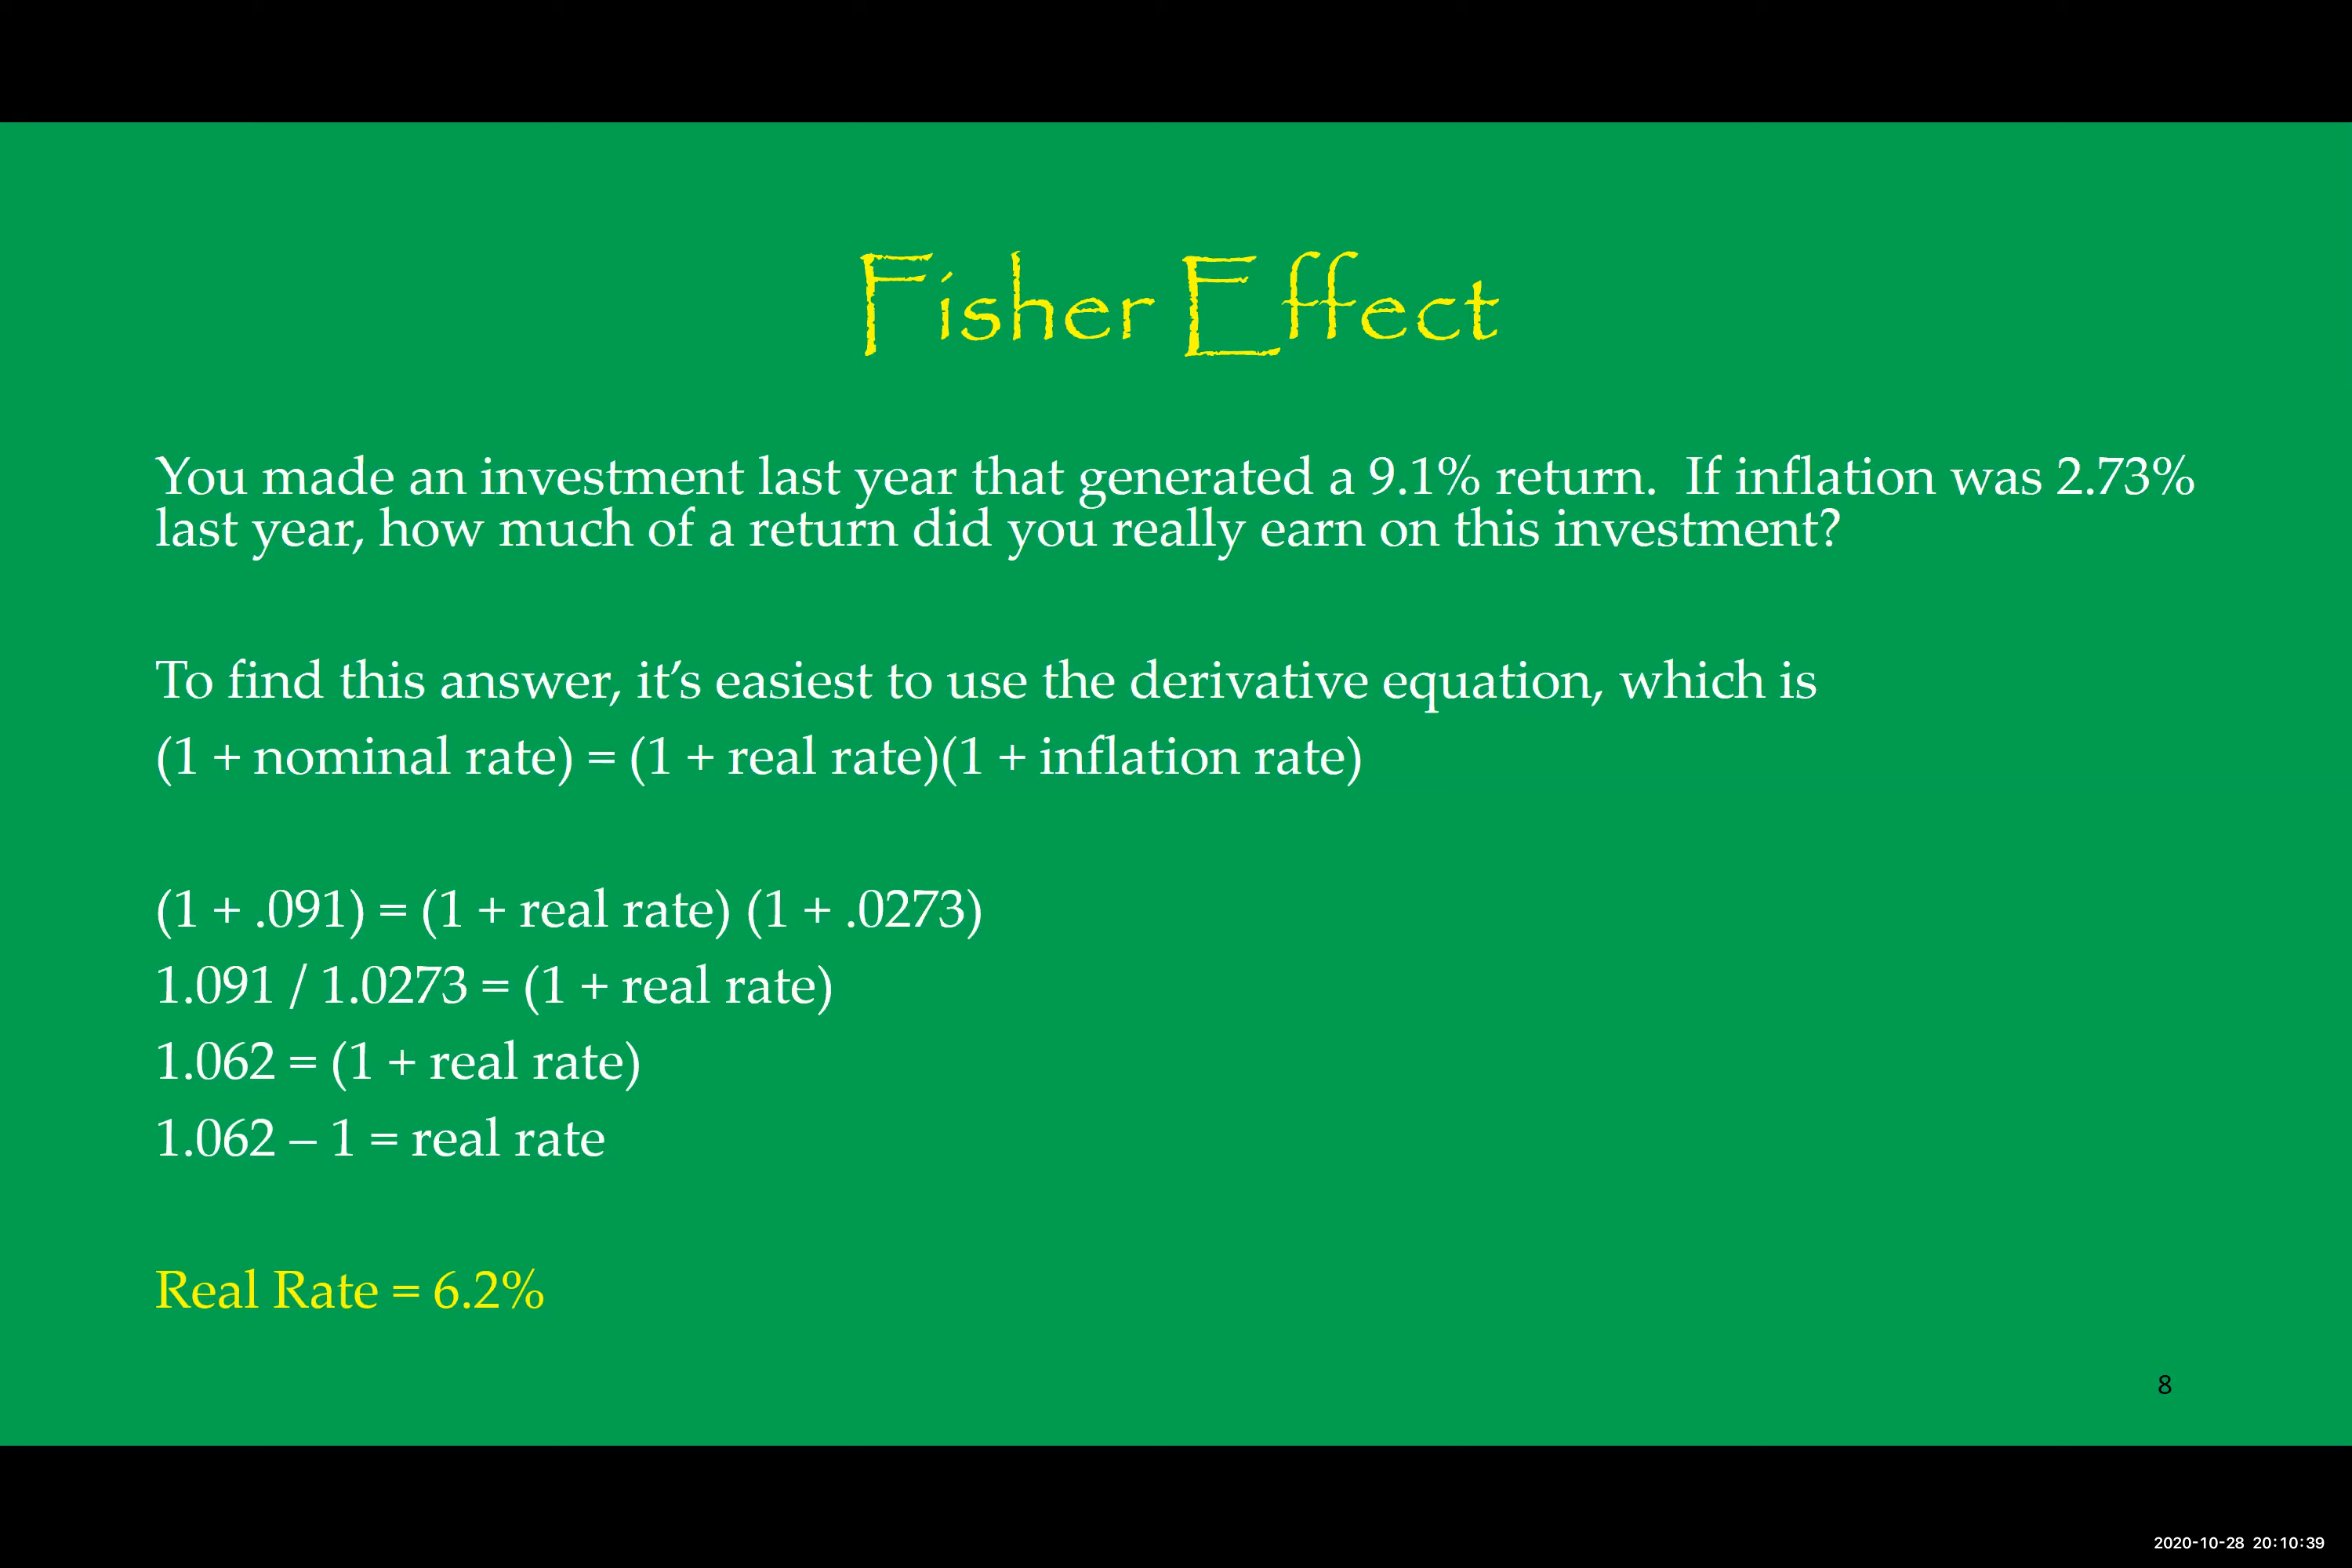 Fisher Effect
You made an investment last year that generated a 9.1% return.  If inflation was 2.73%
last year, how much of a return did you really earn on this investment?
To find this answer, it’s easiest to use the derivative equation, which is
(1 + nominal rate) = (1 + real rate)(1 + inflation rate)
(1 + .091) = (1 + real rate) (1 + .0273)
1.091 / 1.0273 = (1 + real rate)
1.062 = (1 + real rate)
1.062 – 1 = real rate
Real Rate = 6.2%
8
2020-10-28 20:10:39